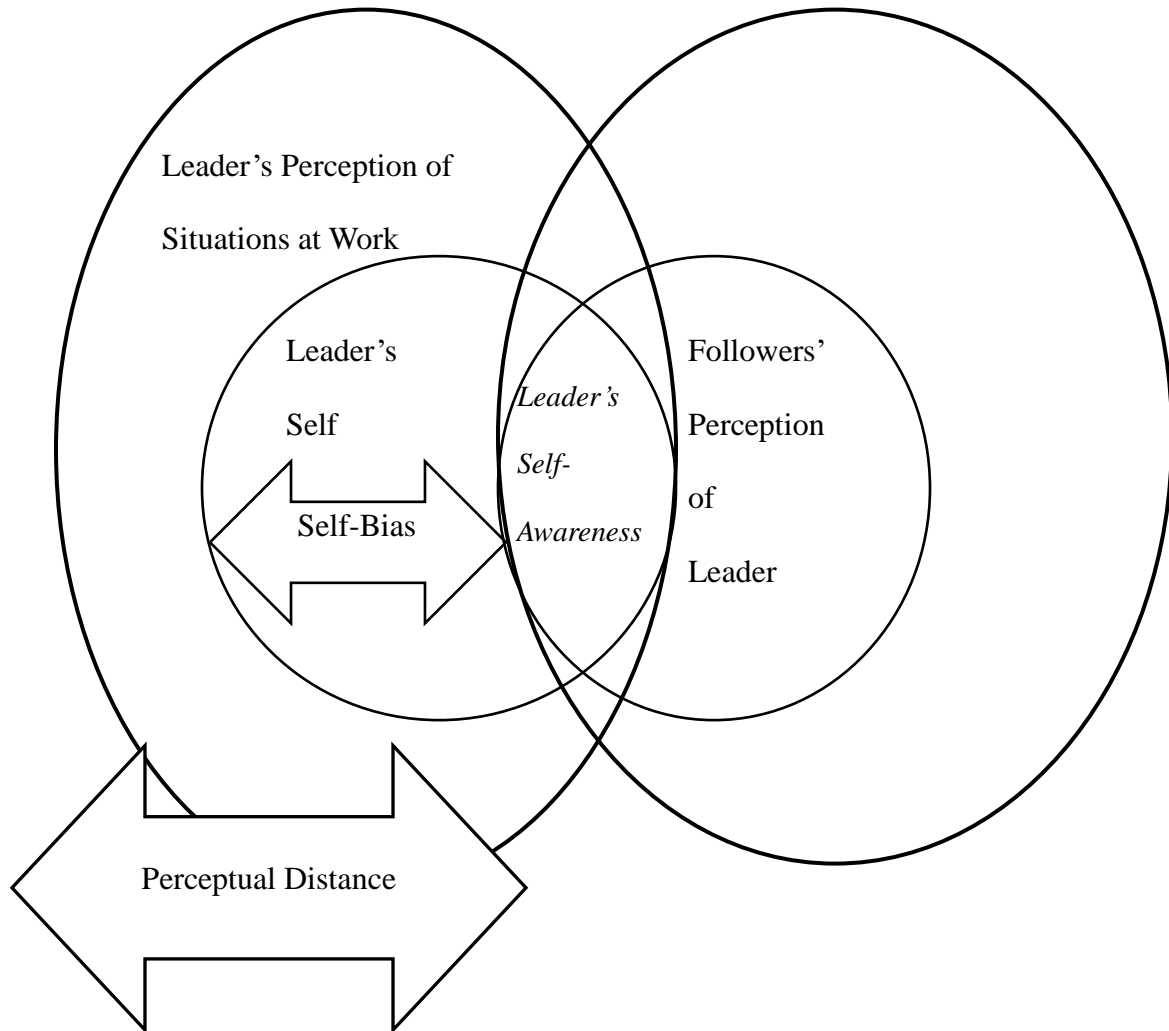 Leader’s Perception of
Situations at Work
Leader’s
Self
Self-Bias
Leader’s
Self-
Awareness
Followers’
Perception
of
Leader
Perceptual Distance